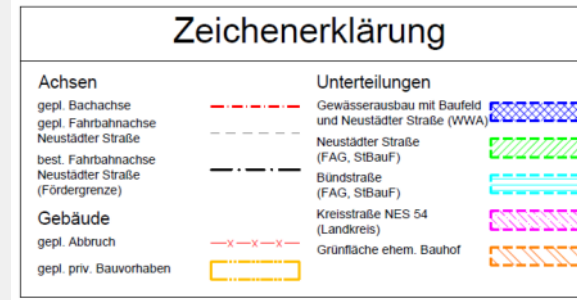 Zeichenerklärung
Achsen
gepl. Bachachse
gepl. Fahrbahnachse
Neustädter Straße
best. Fahrbahnachse
Neustädter Straße
(Fördergrenze)
Gebäude
gepl. Abbruch
gepl. priv. Bauvorhaben
Unterteilungen
Gewässerausbau mit Baufeld
und Neustädter Straße (WWA)
Neustädter Straße
(FAG, StBauF)
Bündstraße
(FAG, StBauF)
Kreisstraße NES 54
(Landkreis)
Grünfläche ehem. Bauhof